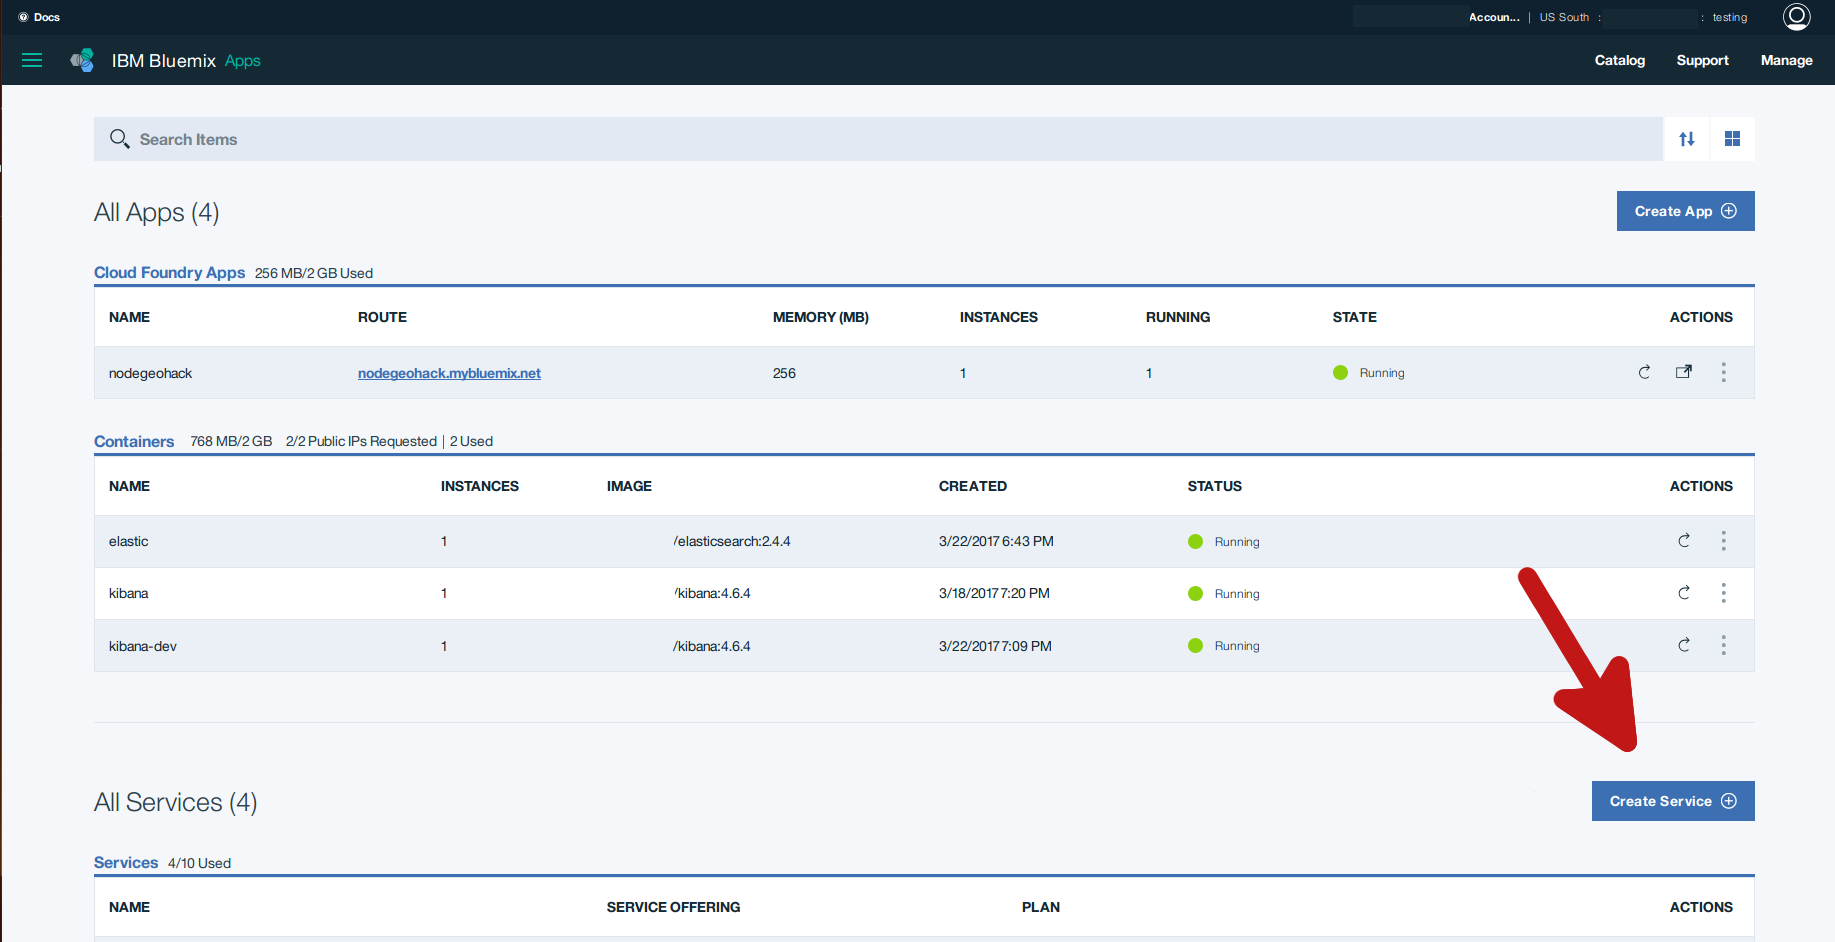 Docs Accoun... | US South : : testing
IBM Bluemix Apps Catalog Support Manage
Search Items
All Apps (4) Create App
Cloud Foundry Apps 256 MB/2 GB Used
NAME ROUTE MEMORY (MB) INSTANCES RUNNING STATE ACTIONS
nodegeohack nodegeohack.mybluemix.net 256 1 1 Running
Containers 768 MB/2 GB 2/2 Public IPs Requested | 2 Used
NAME INSTANCES IMAGE CREATED STATUS ACTIONS
elastic 1 /elasticsearch:2.4.4 3/22/2017 6:43 PM Running
kibana 1 /kibana:4.6.4 3/18/2017 7:20 PM Running
kibana-dev 1 /kibana:4.6.4 3/22/2017 7:09 PM Running
All Services (4) Create Service
Services 4/10 Used
NAME SERVICE OFFERING PLAN ACTIONS